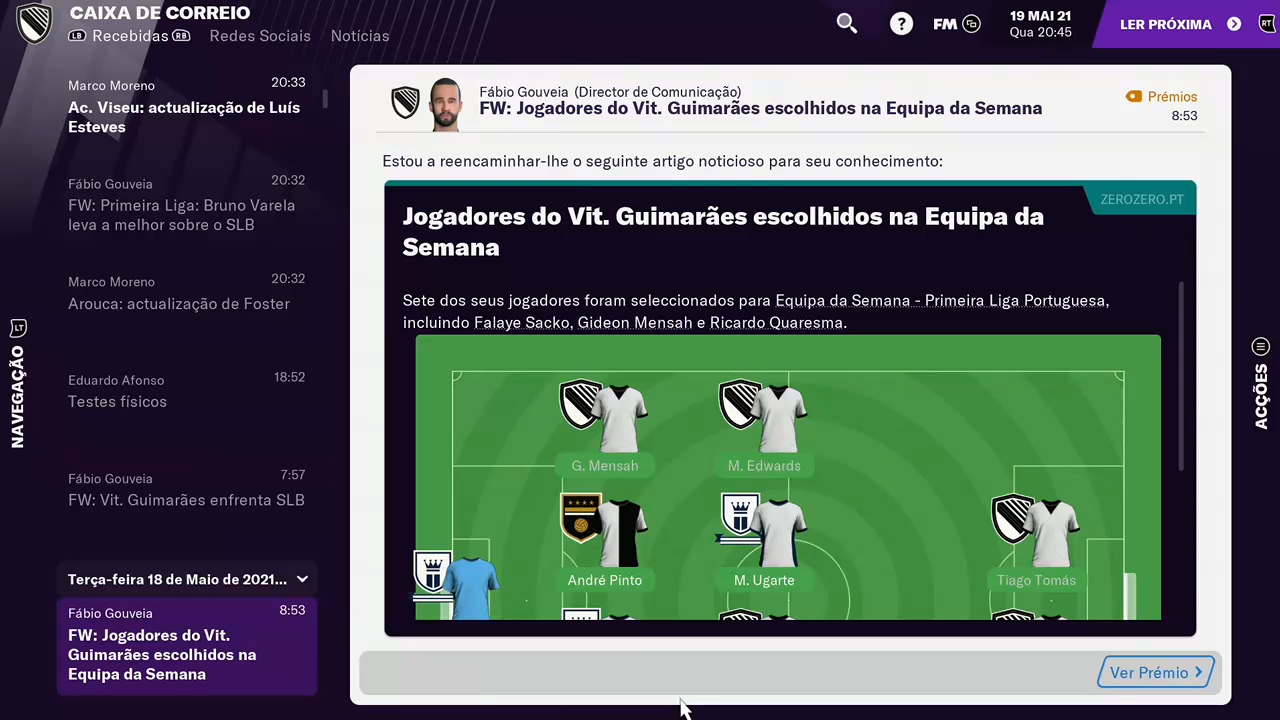 CAIXA DE CORREIO
LB Recebidas RB Redes Sociais Notícias
FM
19 MAI 21
Qua 20:45
LER PRÓXIMA
RT
Marco Moreno 20:33
Ac. Viseu: actualização de Luís
Esteves
Fábio Gouveia 20:32
FW: Primeira Liga: Bruno Varela
leva a melhor sobre o SLB
Marco Moreno 20:32
Arouca: actualização de Foster
Eduardo Afonso 18:52
Testes físicos
Fábio Gouveia 7:57
FW: Vit. Guimarães enfrenta SLB
Terça-feira 18 de Maio de 2021...
Fábio Gouveia 8:53
FW: Jogadores do Vit.
Guimarães escolhidos na
Equipa da Semana
LT
NAVEGAÇÃO
Fábio Gouveia (Director de Comunicação)
FW: Jogadores do Vit. Guimarães escolhidos na Equipa da Semana
Prémios
8:53
Estou a reencaminhar-lhe o seguinte artigo noticioso para seu conhecimento:
ZEROZERO.PT
Jogadores do Vit. Guimarães escolhidos na Equipa da
Semana
Sete dos seus jogadores foram seleccionados para Equipa da Semana - Primeira Liga Portuguesa,
incluindo Falaye Sacko, Gideon Mensah e Ricardo Quaresma.
G. Mensah
M. Edwards
André Pinto
M. Ugarte
Tiago Tomás
Ver Prémio
ACÇÕES